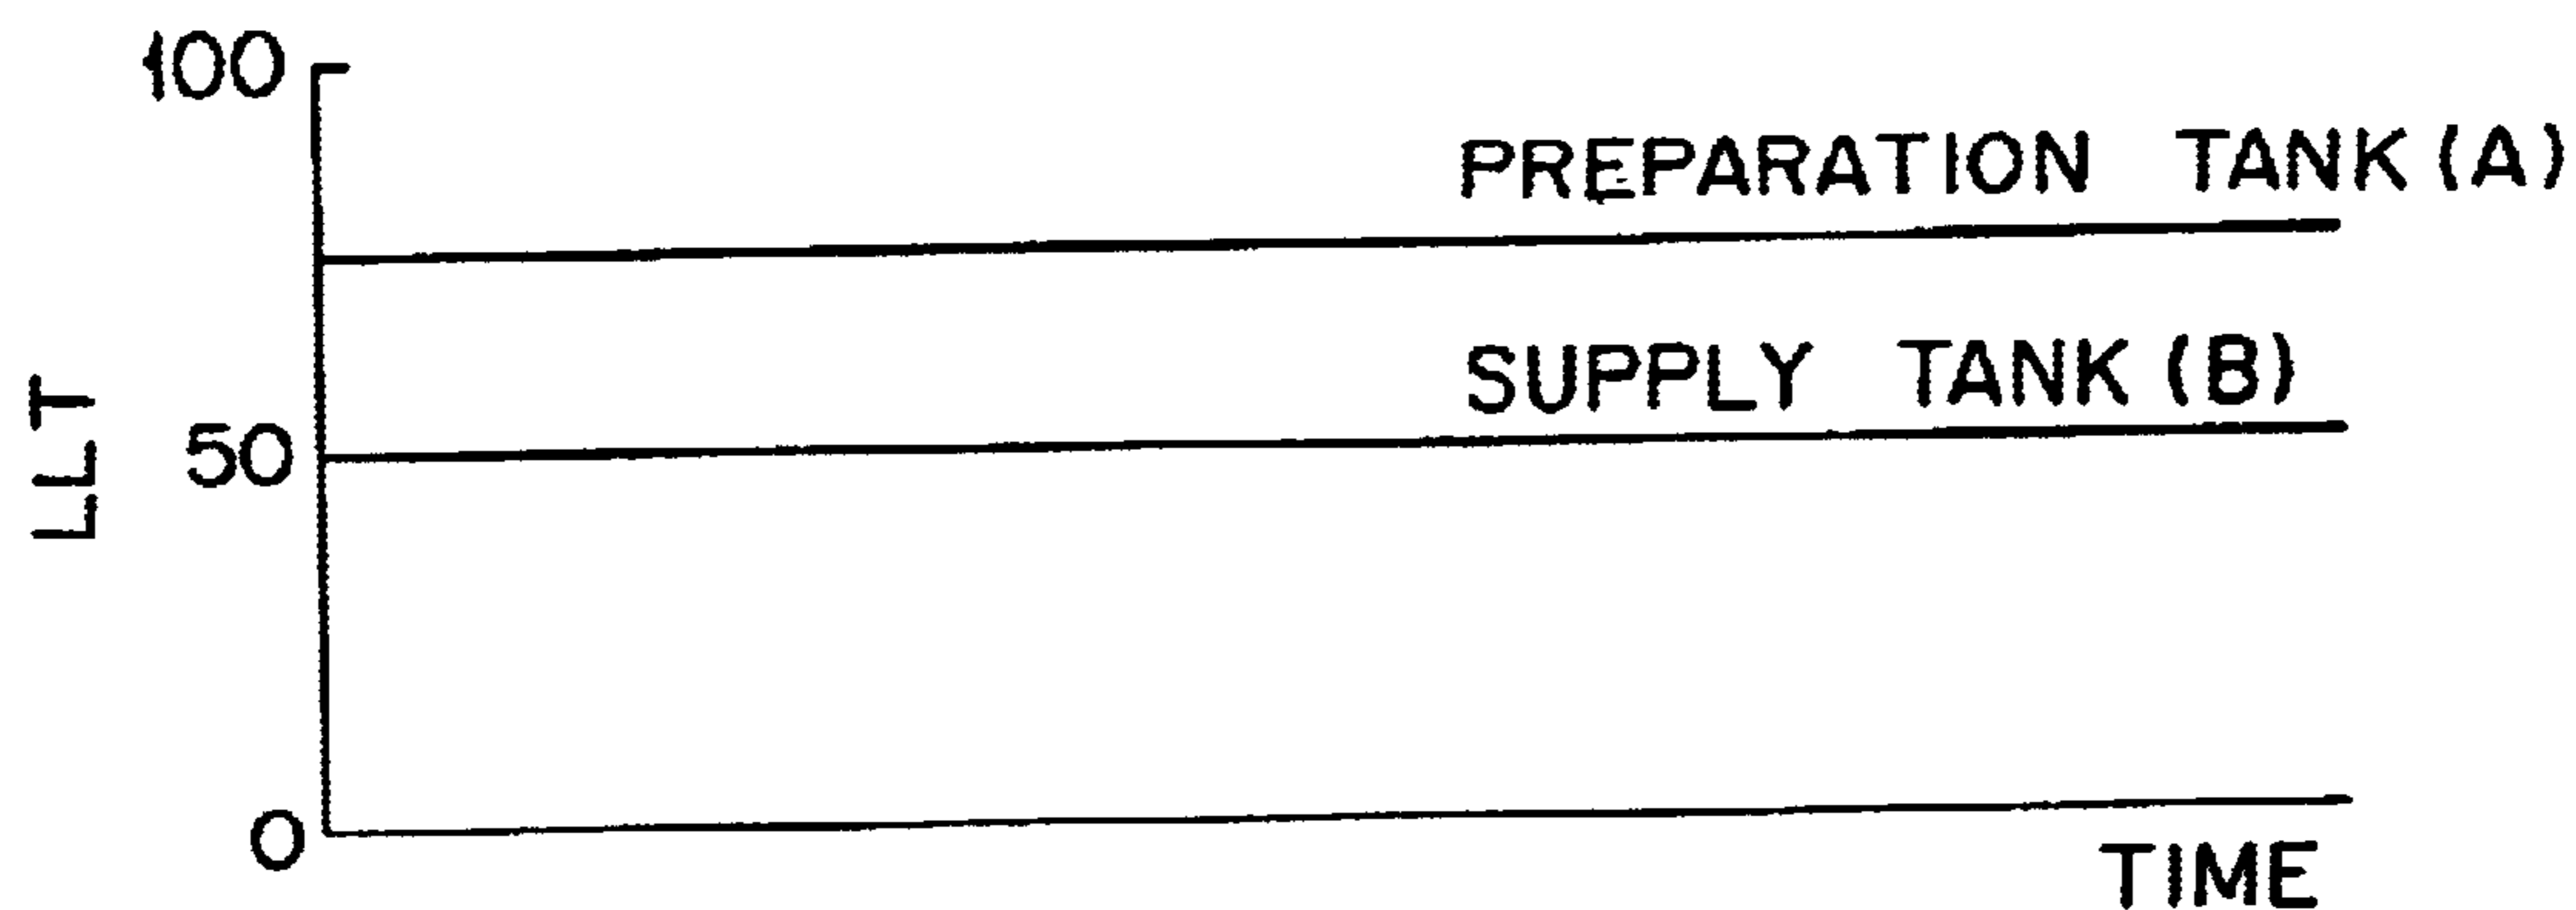 100
PREPARATION TANK (A)
SUPPLY TANK (B)
LLT
50
0
TIME